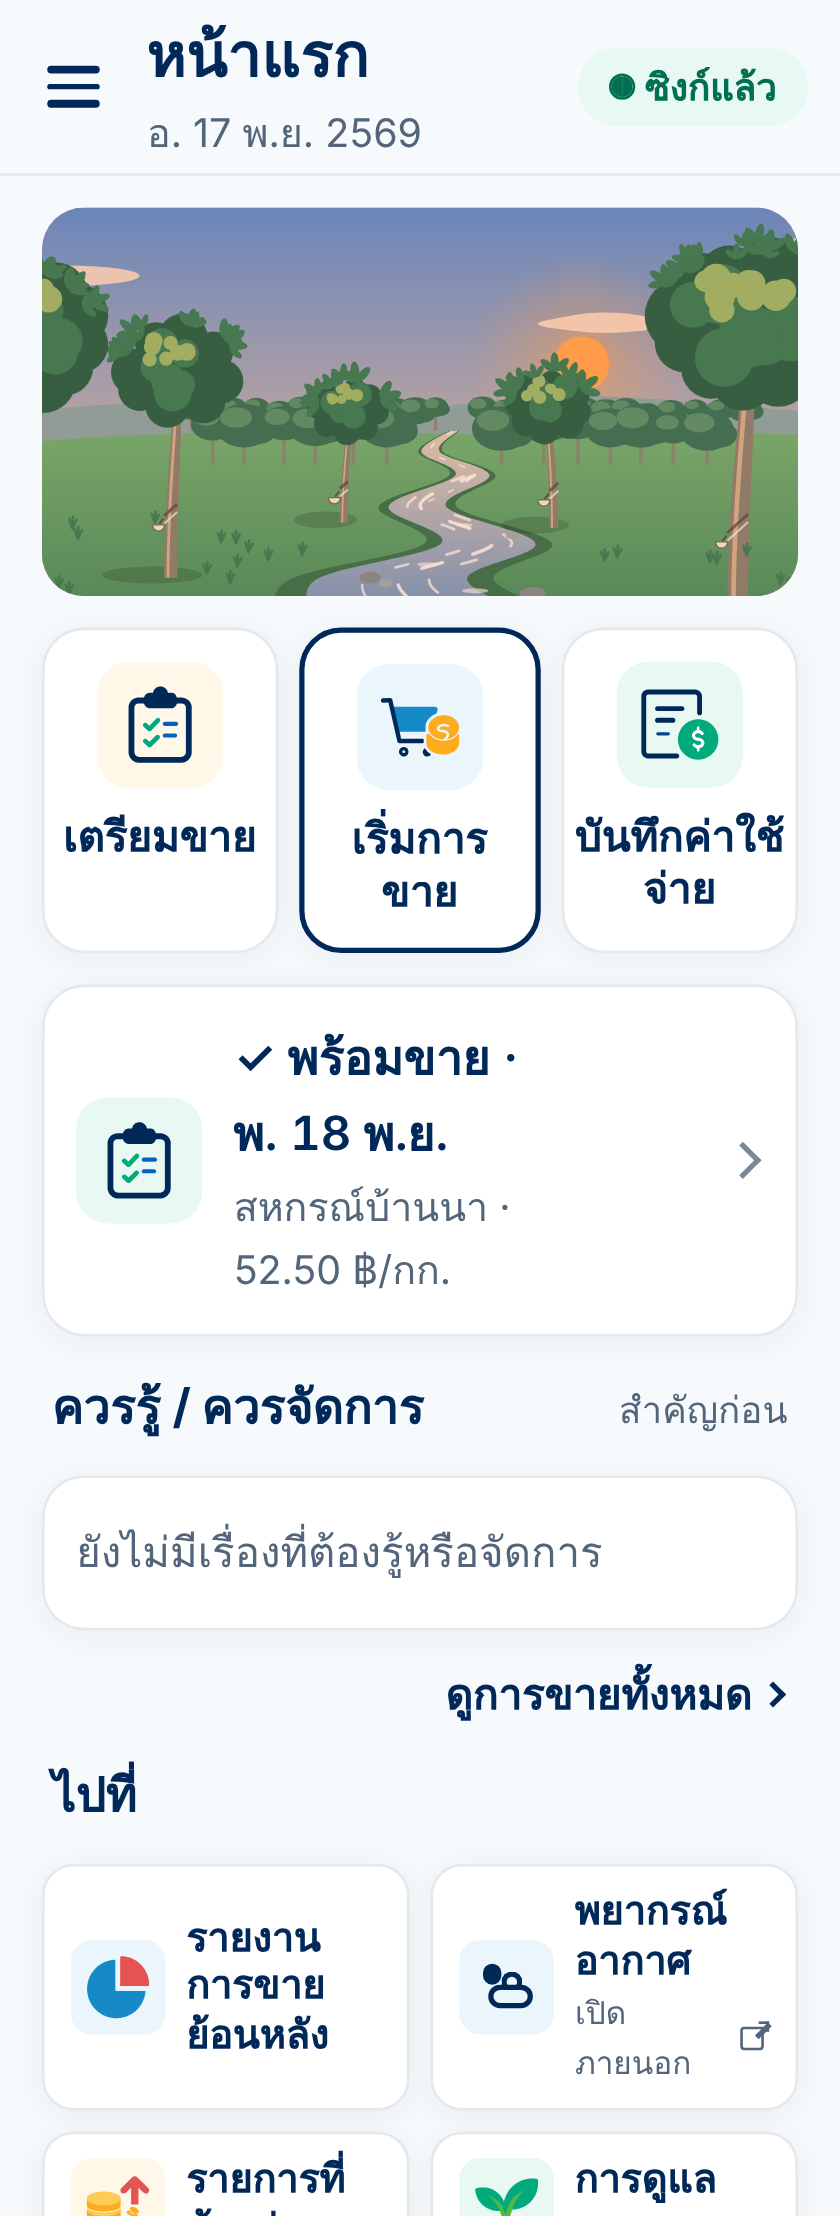 หน้าแรก
อ. 17 พ.ย. 2569
ซิงก์แล้ว
เตรียมขาย
เริ่มการ
ขาย
บันทึกค่าใช้
จ่าย
✓ พร้อมขาย ·
พ. 18 พ.ย.
สหกรณ์บ้านนา ·
52.50 ฿/กก.
ควรรู้ / ควรจัดการ
สำคัญก่อน
ยังไม่มีเรื่องที่ต้องรู้หรือจัดการ
ดูการขายทั้งหมด
ไปที่
รายงาน
การขาย
ย้อนหลัง
พยากรณ์
อากาศ
เปิด
ภายนอก
รายการที่
การดูแล